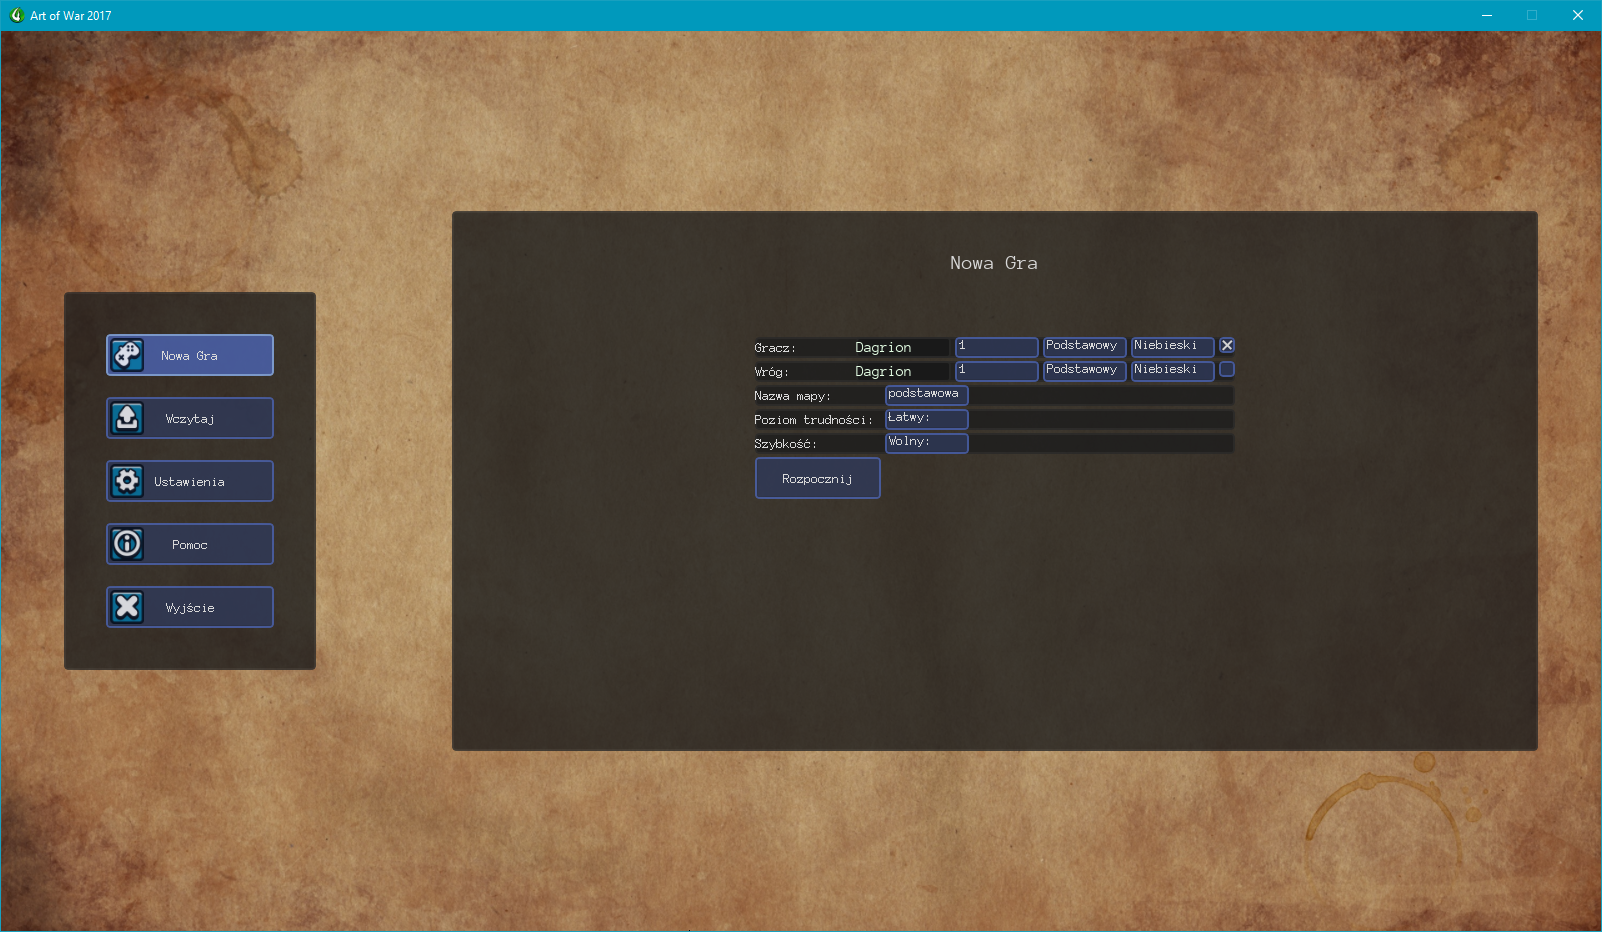 Art of War 2017
Nowa Gra
Wczytaj
Ustawienia
Pomoc
Wyjście
Nowa Gra
Gracz: Dagrion 1 Podstawowy Niebieski
Wróg: Dagrion 1 Podstawowy Niebieski
Nazwa mapy: podstawowa
Poziom trudności: Łatwy:
Szybkość: Wolny:
Rozpocznij